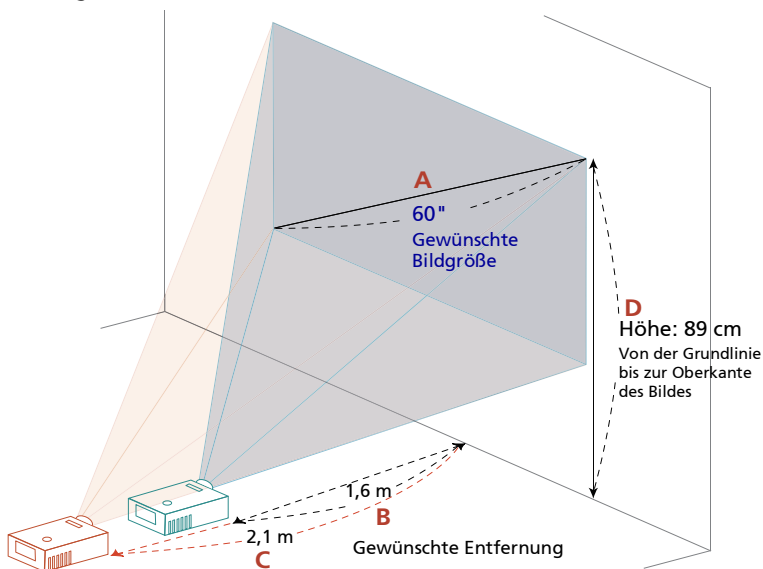 A
60"
Gewünschte
Bildgröße
D
Höhe: 89 cm
Von der Grundlinie
bis zur Oberkante
des Bildes
1,6 m
B
2,1 m
C
Gewünschte Entfernung